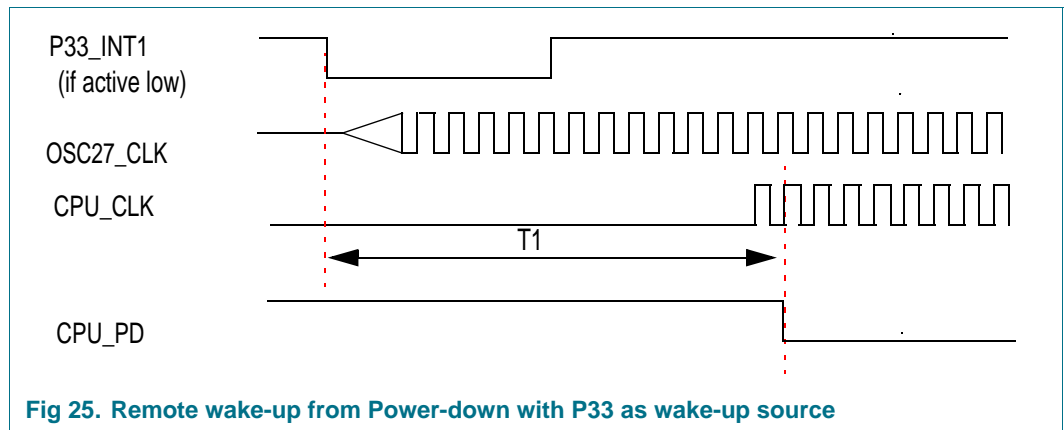 P33_INT1
(if active low)
OSC27_CLK
CPU_CLK
T1
CPU_PD
Fig 25. Remote wake-up from Power-down with P33 as wake-up source